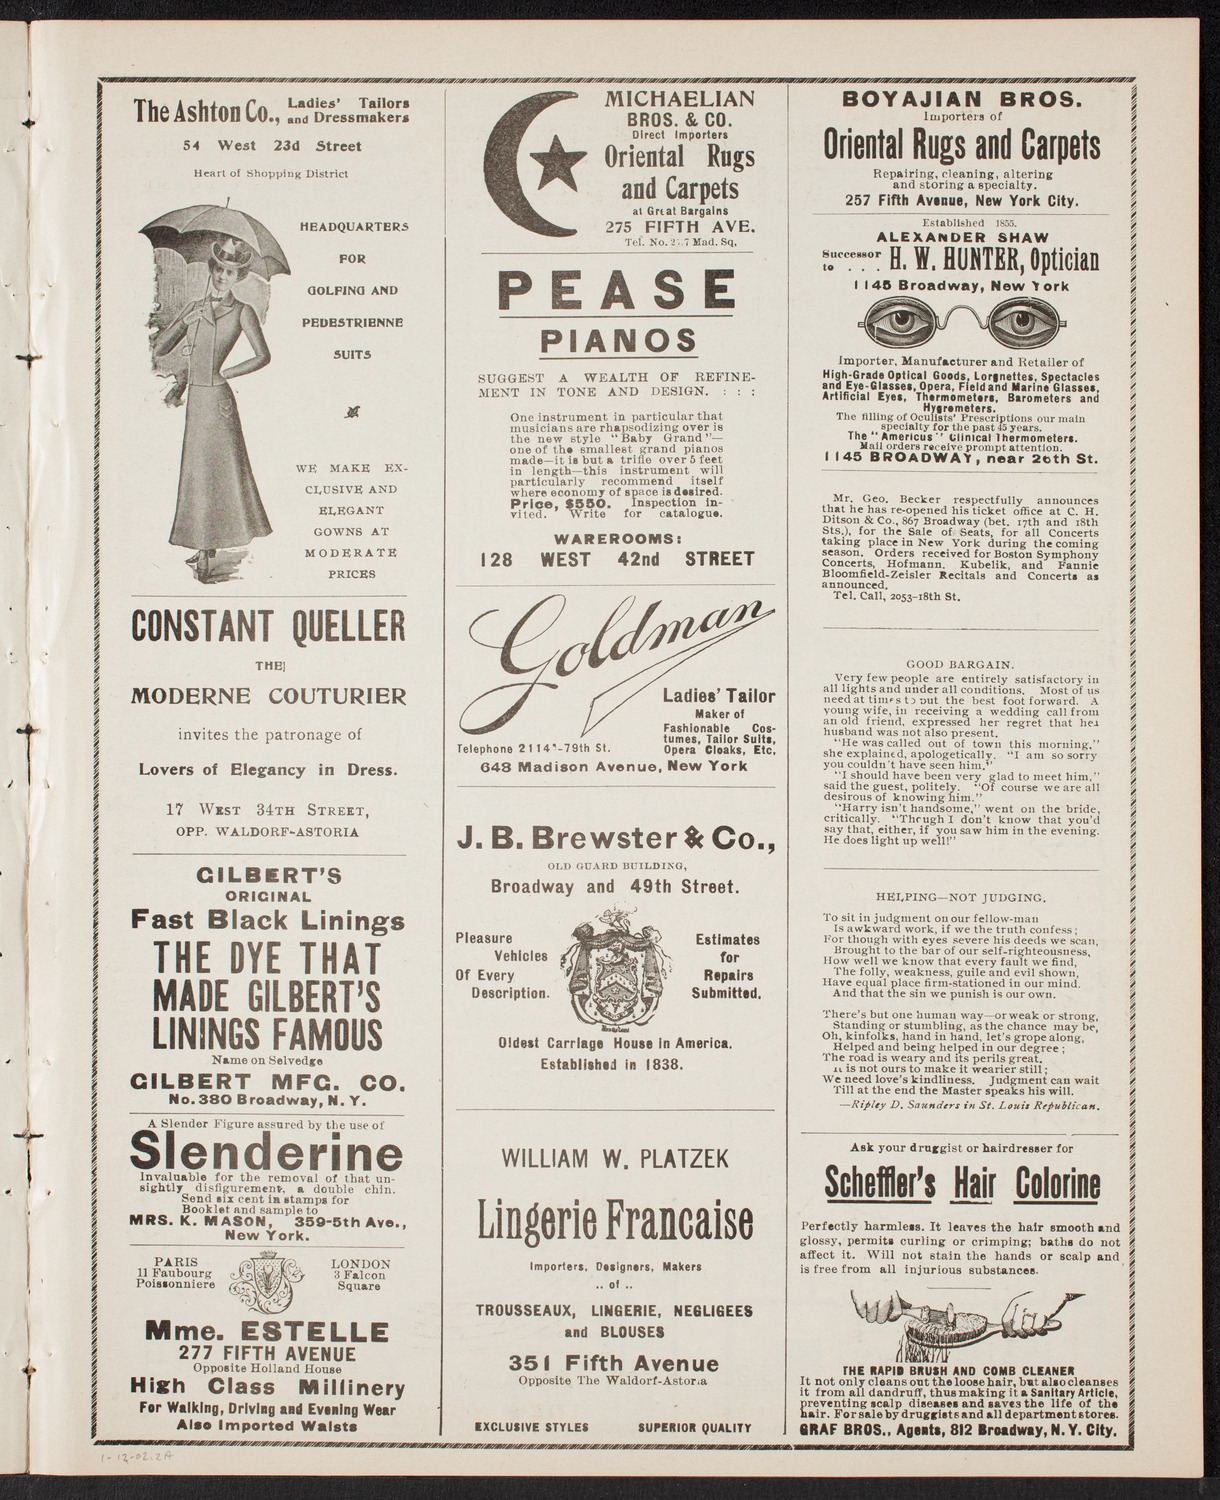 The Ashton Co., Ladies' Tailors and Dressmakers
54 West 23d Street
Heart of Shopping District
HEADQUARTERS
FOR
GOLFING AND
PEDESTRIENNE
SUITS
WE MAKE EX-
CLUSIVE AND
ELEGANT
GOWNS AT
MODERATE
PRICES
CONSTANT QUELLER
THE
MODERNE COUTURIER
invites the patronage of
Lovers of Elegancy in Dress.
17 WEST 34TH STREET,
OPP. WALDORF-ASTORIA
GILBERT'S
ORIGINAL
Fast Black Linings
THE DYE THAT
MADE GILBERT'S
LININGS FAMOUS
Name on Selvedge
GILBERT MFG. CO.
No. 380 Broadway, N. Y.
A Slender Figure assured by the use of
Slenderine
Invaluable for the removal of that un-
sightly disfigurement, a double chin.
Send six cent in stamps for
Booklet and sample to
MRS. K. MASON, 359-5th Ave.,
New York.
PARIS
11 Faubourg
Poissonniere
LONDON
3 Falcon
Square
Mme. ESTELLE
277 FIFTH AVENUE
Opposite Holland House
High Class Millinery
For Walking, Driving and Evening Wear
Also Imported Waists
MICHAELIAN
BROS. & CO.
Direct Importers
Oriental Rugs
and Carpets
at Great Bargains
275 FIFTH AVE.
Tel. No. Mad. Sq.
PEASE
PIANOS
SUGGEST A WEALTH OF REFINE-
MENT IN TONE AND DESIGN. : : :
One instrument in particular that
musicians are rhapsodizing over is
the new style "Baby Grand"—
one of the smallest grand pianos
made—it is but a trifle over 5 feet
in length—this instrument will
particularly recommend itself
where economy of space is desired.
Price, $550. Inspection in-
vited. Write for catalogue.
WAREROOMS:
128 WEST 42nd STREET
Goldman
Ladies' Tailor
Maker of
Fashionable Cos-
tumes, Tailor Suits,
Opera Cloaks, Etc.
Telephone 2114-79th St.
648 Madison Avenue, New York
J. B. Brewster & Co.,
OLD GUARD BUILDING,
Broadway and 49th Street.
Pleasure
Vehicles
Of Every
Description.
Estimates
for
Repairs
Submitted.
Oldest Carriage House In America.
Established in 1838.
WILLIAM W. PLATZEK
Lingerie Francaise
Importers, Designers, Makers
.. of ..
TROUSSEAUX, LINGERIE, NEGLIGEES
and BLOUSES
351 Fifth Avenue
Opposite The Waldorf-Astoria
EXCLUSIVE STYLES SUPERIOR QUALITY
BOYAJIAN BROS.
Importers of
Oriental Rugs and Carpets
Repairing, cleaning, altering
and storing a specialty.
257 Fifth Avenue, New York City.
Established 1855.
ALEXANDER SHAW
Successor to . . . H. W. HUNTER, Optician
1145 Broadway, New York
Importer, Manufacturer and Retailer of
High-Grade Optical Goods, Lorgnettes, Spectacles
and Eye-Glasses, Opera, Field and Marine Glasses,
Artificial Eyes, Thermometers, Barometers and
Hygrometers.
The filling of Oculists' Prescriptions our main
specialty for the past 45 years.
The "Americus" Clinical Thermometers.
Mail orders receive prompt attention.
1145 BROADWAY, near 26th St.
Mr. Geo. Becker respectfully announces
that he has re-opened his ticket office at C. H.
Ditson & Co., 867 Broadway (bet. 17th and 18th
Sts.), for the Sale of Seats, for all Concerts
taking place in New York during the coming
season. Orders received for Boston Symphony
Concerts, Hofmann, Kubelik, and Fannie
Bloomfield-Zeisler Recitals and Concerts as
announced.
Tel. Call, 2053-18th St.
GOOD BARGAIN.
Very few people are entirely satisfactory in
all lights and under all conditions. Most of us
need at times to put the best foot forward. A
young wife, in receiving a wedding call from
an old friend, expressed her regret that her
husband was not also present.
"He was called out of town this morning,"
she explained, apologetically. "I am so sorry
you couldn't have seen him."
"I should have been very glad to meet him,"
said the guest, politely. "Of course we are all
desirous of knowing him."
"Harry isn't handsome," went on the bride,
critically. "Though I don't know that you'd
say that, either, if you saw him in the evening.
He does light up well!"
HELPING—NOT JUDGING.
To sit in judgment on our fellow-man
Is awkward work, if we the truth confess;
For though with eyes severe his deeds we scan,
Brought to the bar of our self-righteousness,
How well we know that every fault we find,
The folly, weakness, guile and evil shown,
Have equal place firm-stationed in our mind.
And that the sin we punish is our own.
There's but one human way—or weak or strong,
Standing or stumbling, as the chance may be,
Oh, kinfolks, hand in hand, let's grope along,
Helped and being helped in our degree;
The road is weary and its perils great.
It is not ours to make it wearier still;
We need love's kindliness. Judgment can wait
Till at the end the Master speaks his will.
—Ripley D. Saunders in St. Louis Republican.
Ask your druggist or hairdresser for
Scheffler's Hair Colorine
Perfectly harmless. It leaves the hair smooth and
glossy, permits curling or crimping; baths do not
affect it. Will not stain the hands or scalp and
is free from all injurious substances.
THE RAPID BRUSH AND COMB CLEANER
It not only cleans out the loose hair, but also cleanses
it from all dandruff, thus making it a Sanitary Article,
preventing scalp diseases and saves the life of the
hair. For sale by druggists and all department stores.
GRAF BROS., Agents, 812 Broadway, N. Y. City.
1-12-02.2A